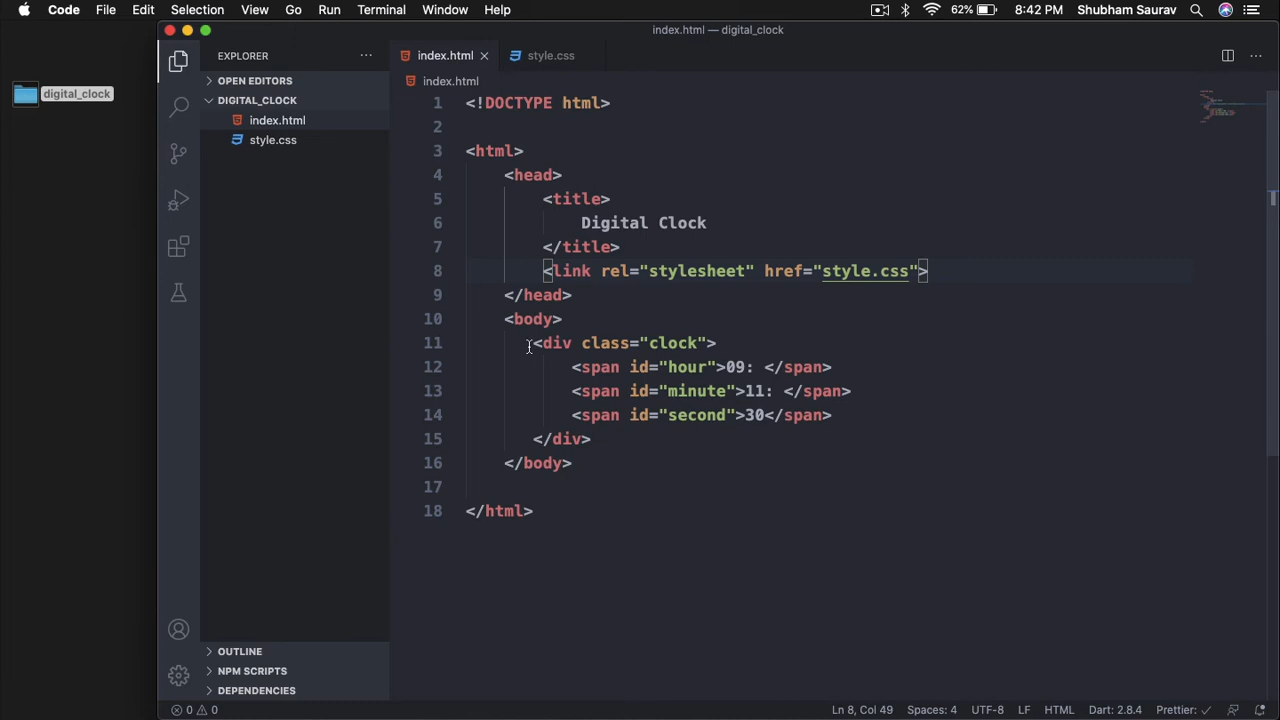 Code File Edit Selection View Go Run Terminal Window Help 62% 8:42 PM Shubham Saurav
index.html — digital_clock
EXPLORER
index.html
style.css
OPEN EDITORS
index.html
digital_clock
DIGITAL_CLOCK
index.html
style.css
1 <!DOCTYPE html>
2
3 <html>
4 <head>
5 <title>
6 Digital Clock
7 </title>
8 <link rel="stylesheet" href="style.css">
9 </head>
10 <body>
11 <div class="clock">
12 <span id="hour">09: </span>
13 <span id="minute">11: </span>
14 <span id="second">30</span>
15 </div>
16 </body>
17
18 </html>
OUTLINE
NPM SCRIPTS
DEPENDENCIES
0 0 Ln 8, Col 49 Spaces: 4 UTF-8 LF HTML Dart: 2.8.4 Prettier: ✓